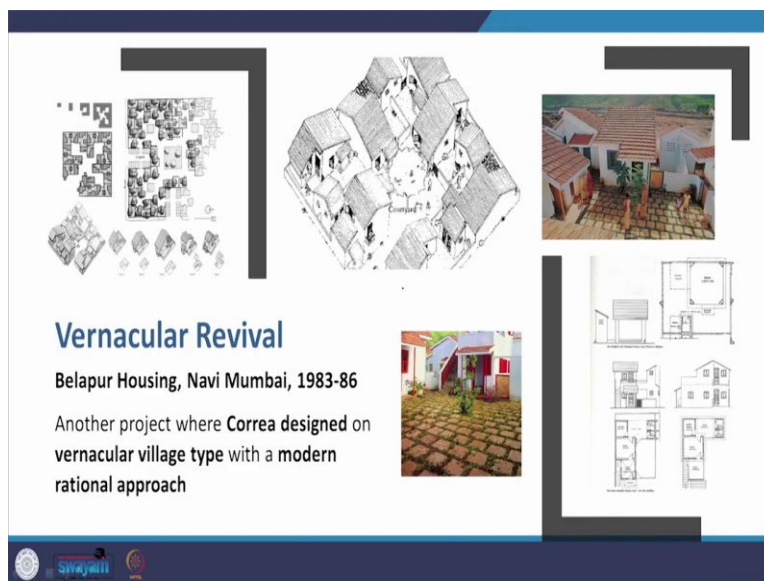 Courtyard
Vernacular Revival
Belapur Housing, Navi Mumbai, 1983-86
Another project where Correa designed on
vernacular village type with a modern
rational approach
swayam